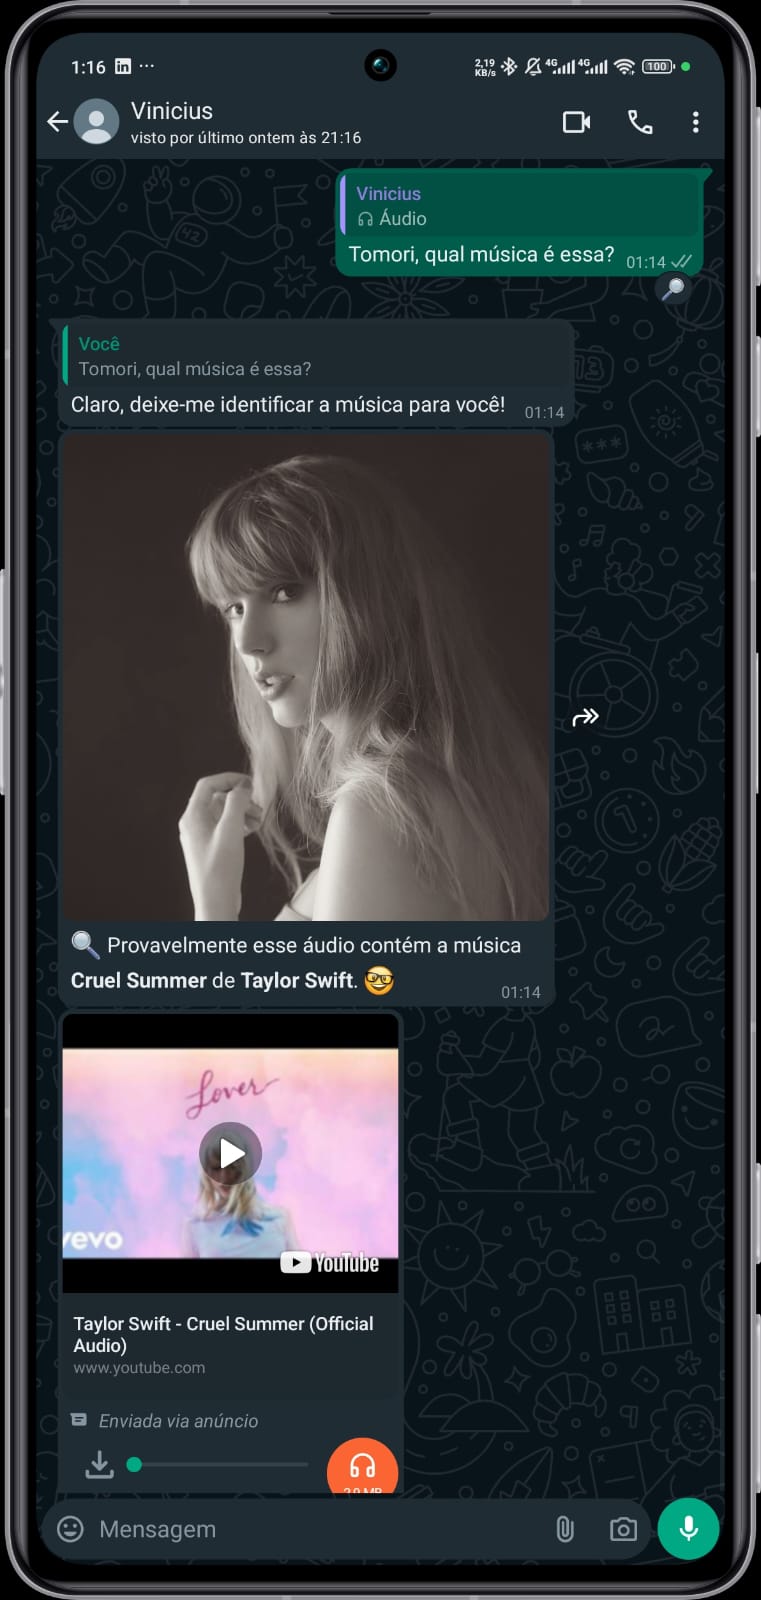 1:16
2,19
KB/s
4G
4G
100
Vinicius
visto por último ontem às 21:16
Vinicius
Áudio
Tomori, qual música é essa? 01:14
Você
Tomori, qual música é essa?
Claro, deixe-me identificar a música para você! 01:14
Provavelmente esse áudio contém a música
Cruel Summer de Taylor Swift.
01:14
Lover
vevo
YouTube
Taylor Swift - Cruel Summer (Official
Audio)
www.youtube.com
Enviada via anúncio
Mensagem